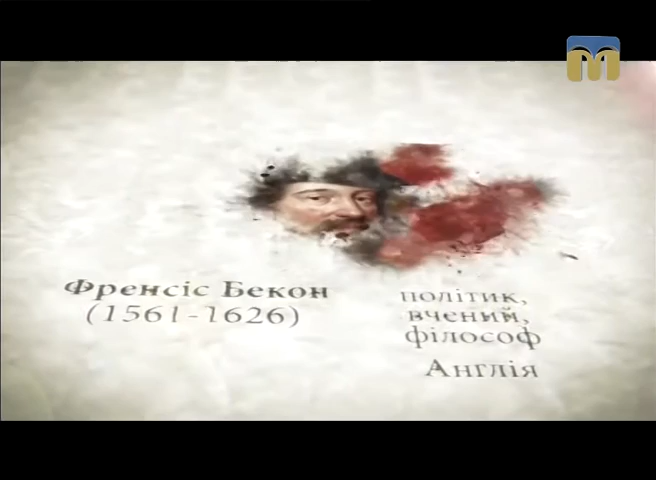 Френсіс Бекон
(1561-1626)
політик,
вчений,
філософ
Англія